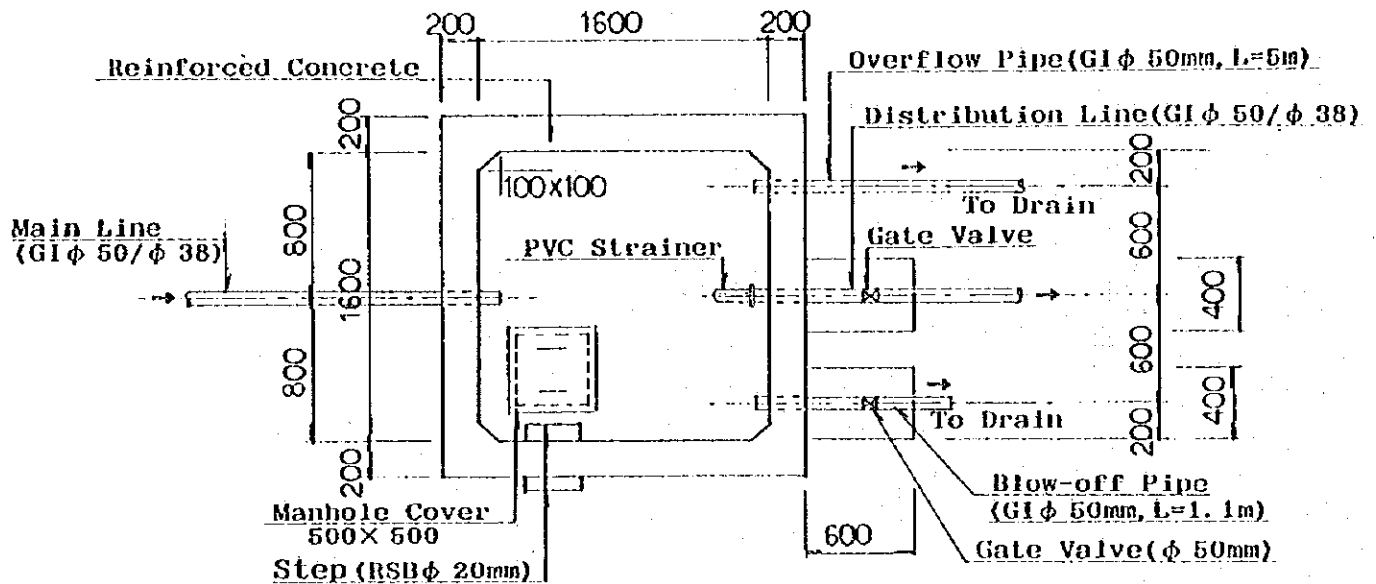 200 1600 200
Reinforced Concrete
Overflow Pipe(GIϕ 50mm, L=5m)
Distribution Line(GIϕ 50/ϕ 38)
200
200
100X100
To Drain
Main Line
(GIϕ 50/ϕ 38)
800
PVC Strainer
Gate Valve
600
1600
400
800
600
400
To Drain
200
200
Blow-off Pipe
(GIϕ 50mm, L=1.1m)
Manhole Cover
500×500
600
Gate Valve(ϕ 50mm)
Step(RSBϕ 20mm)